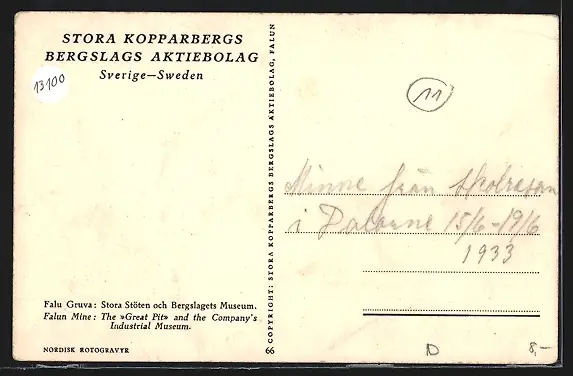 STORA KOPPARBERGS
BERGSLAGS AKTIEBOLAG
Sverige—Sweden
13100
Falu Gruva: Stora Stöten och Bergslagets Museum.
Falun Mine: The »Great Pit» and the Company's
Industrial Museum.
NORDISK ROTOGRAVYR
66
COPYRIGHT: STORA KOPPARBERGS BERGSLAGS AKTIEBOLAG, FALUN
11
Minne från skolresan
i Dalarne 15/6-19/6
1933
D
8,-